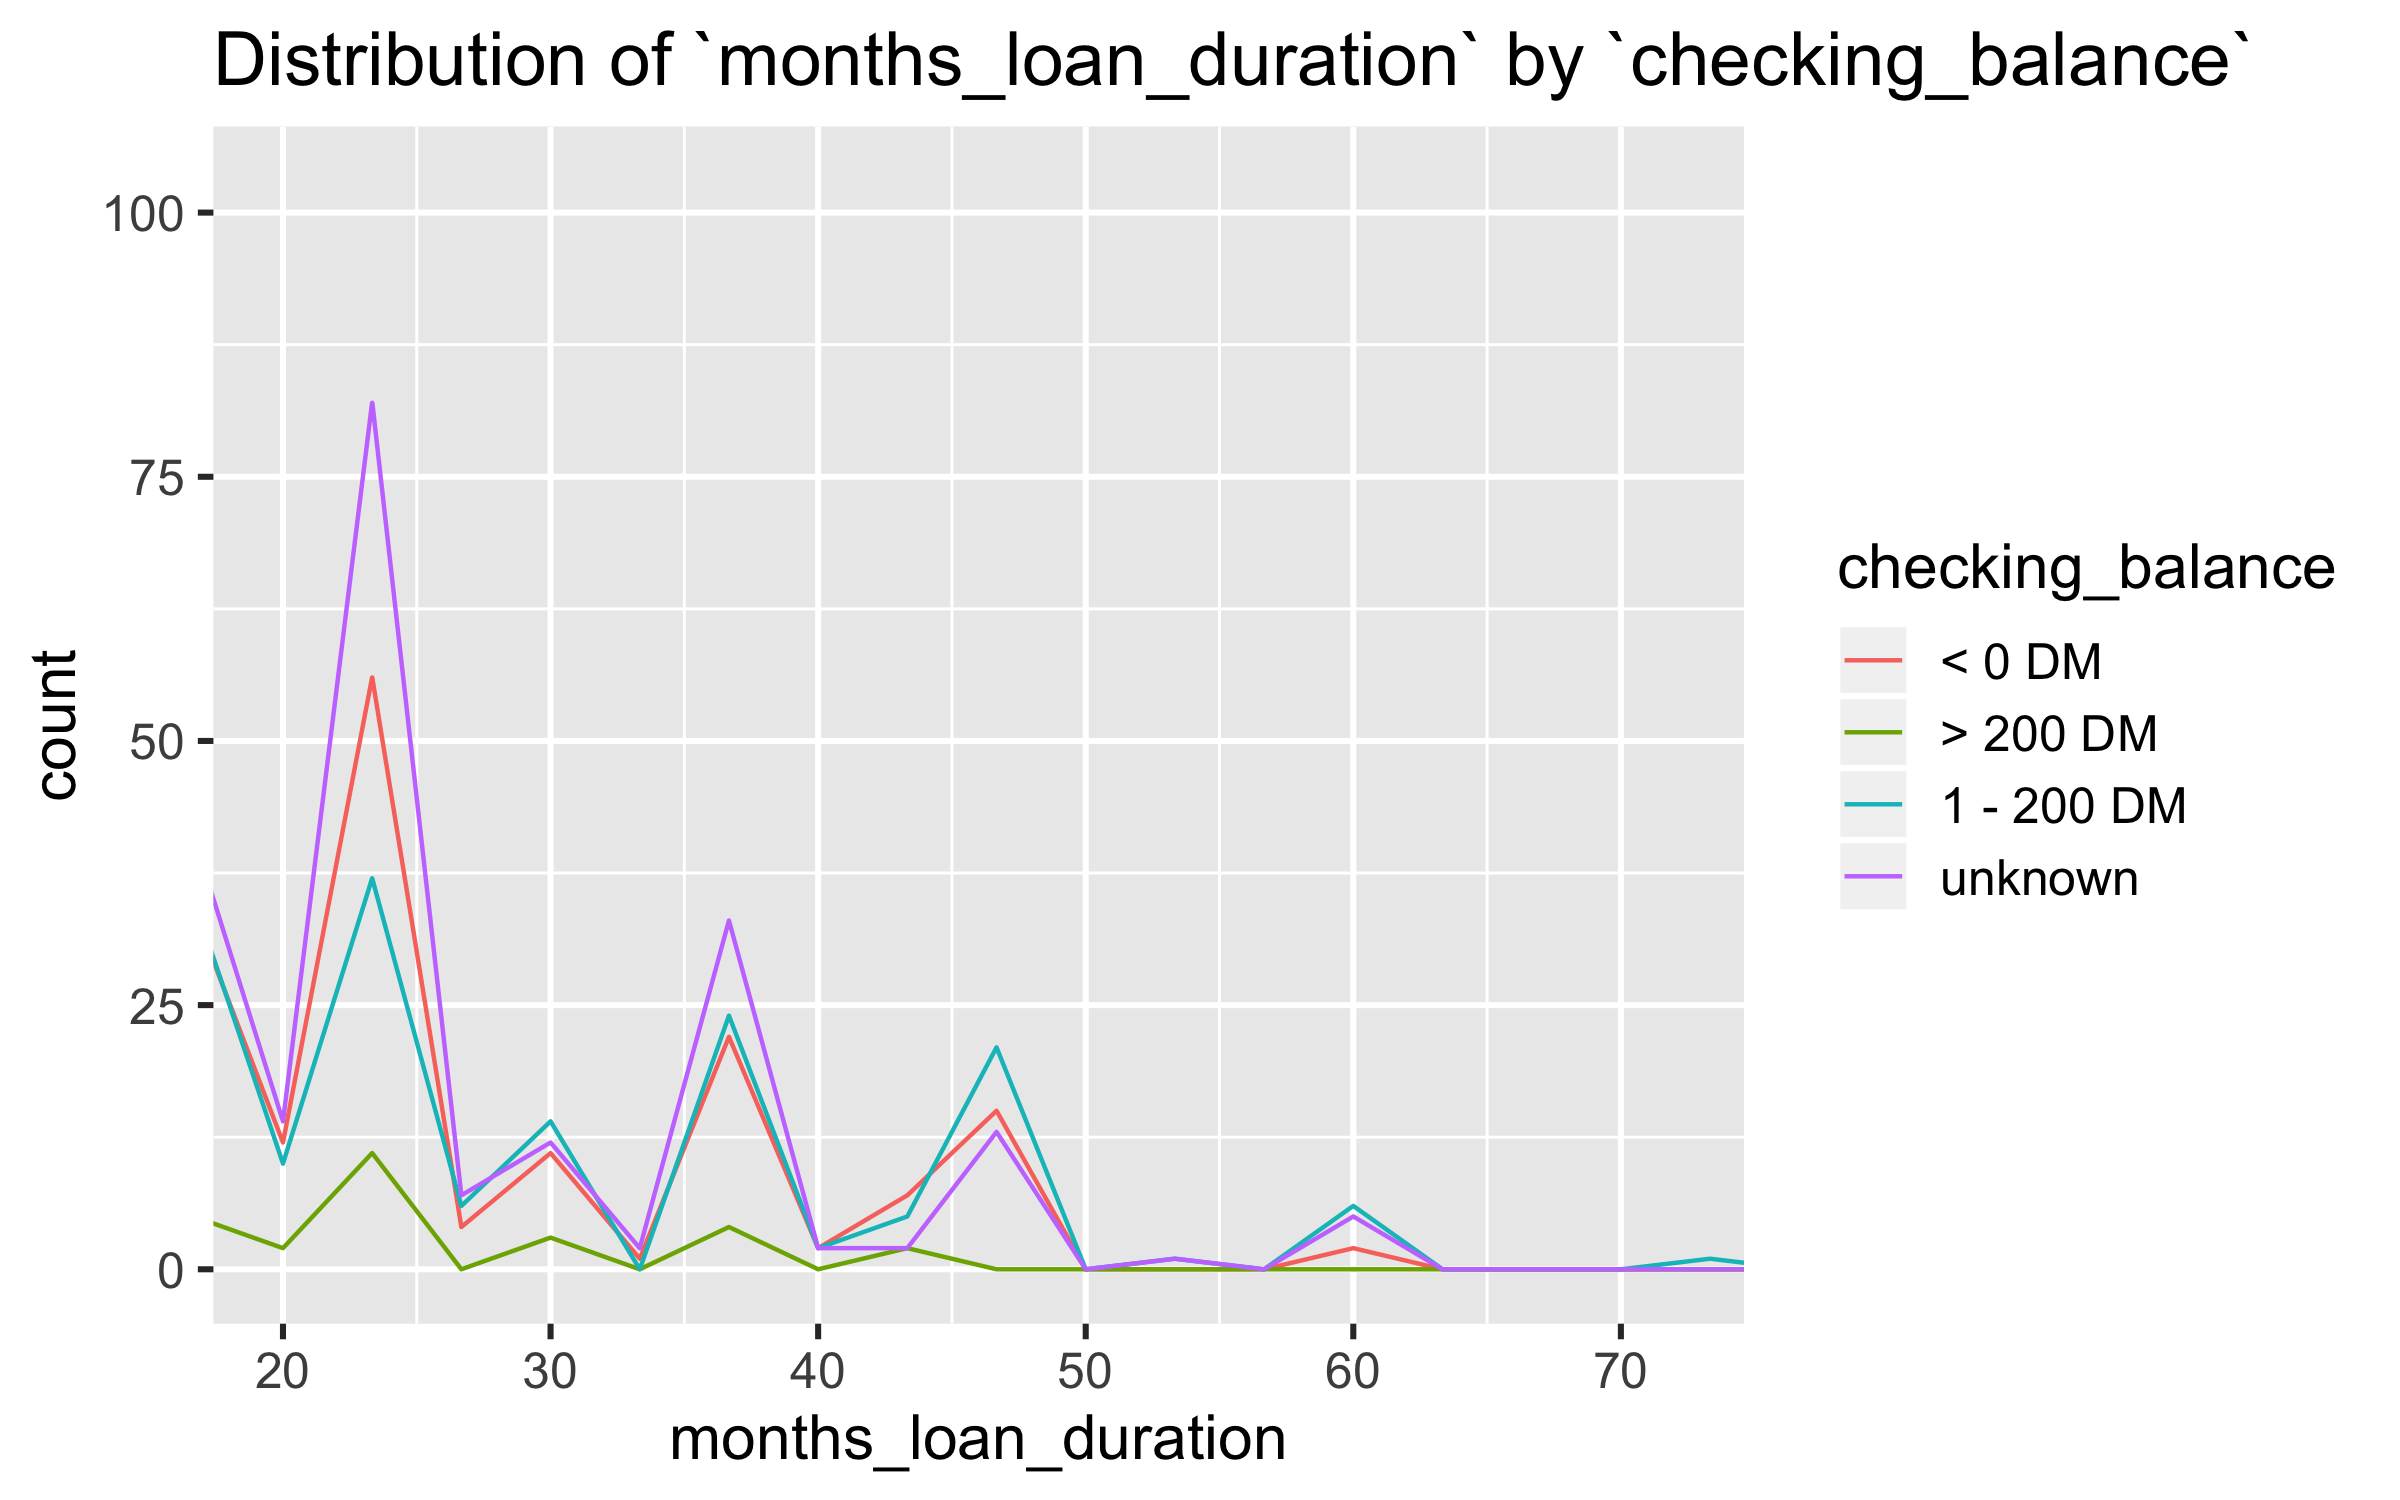 Distribution of `months_loan_duration` by `checking_balance`
100
75
50
25
0
count
20 30 40 50 60 70
months_loan_duration
checking_balance
< 0 DM
> 200 DM
1 - 200 DM
unknown